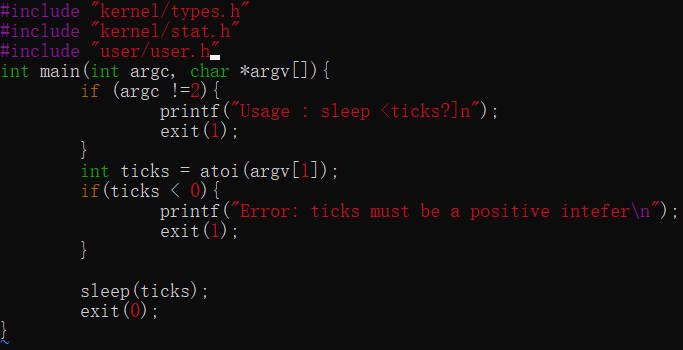 #include "kernel/types.h"
#include "kernel/stat.h"
#include "user/user.h"
int main(int argc, char *argv[]){
        if (argc !=2){
                printf("Usage : sleep <ticks?]n");
                exit(1);
        }
        int ticks = atoi(argv[1]);
        if(ticks < 0){
                printf("Error: ticks must be a positive intefer\n");
                exit(1);
        }

        sleep(ticks);
        exit(0);
}
~